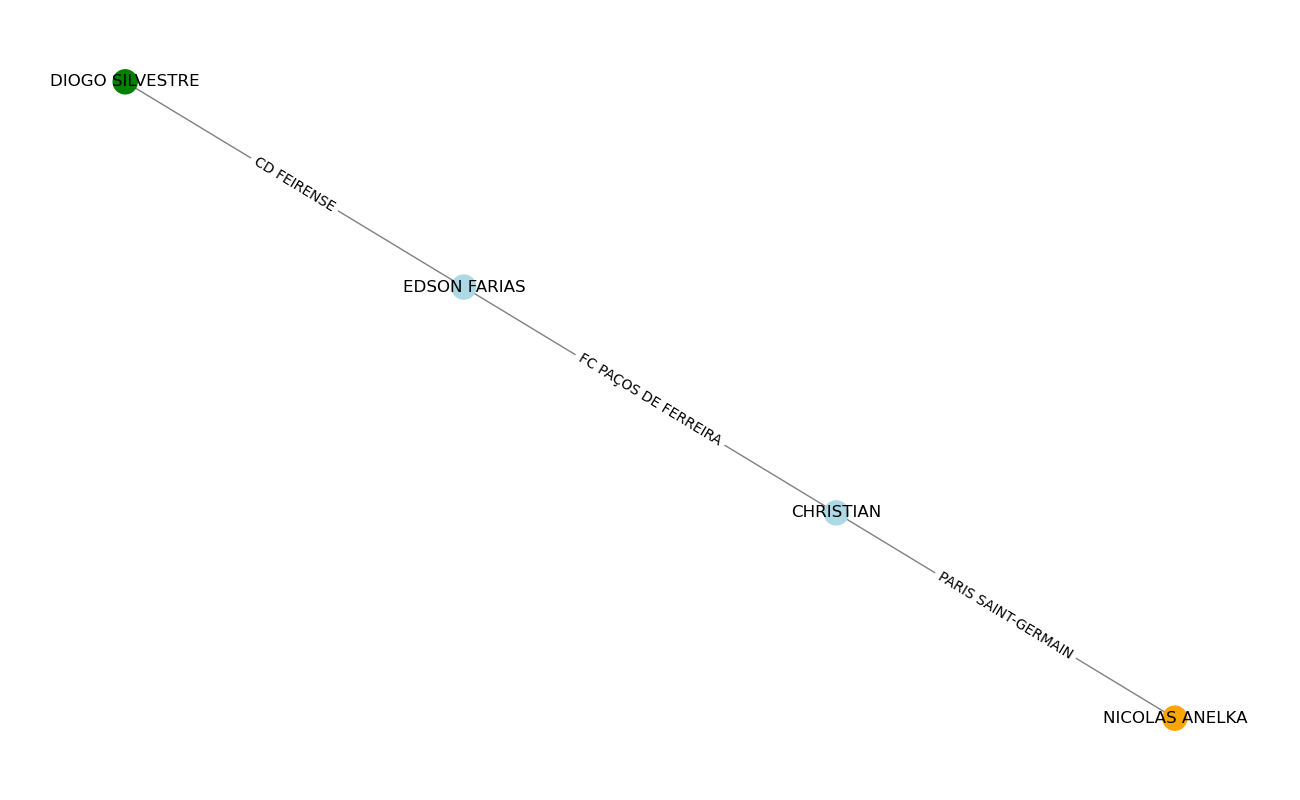 DIOGO SILVESTRE
CD FEIRENSE
EDSON FARIAS
FC PAÇOS DE FERREIRA
CHRISTIAN
PARIS SAINT-GERMAIN
NICOLAS ANELKA